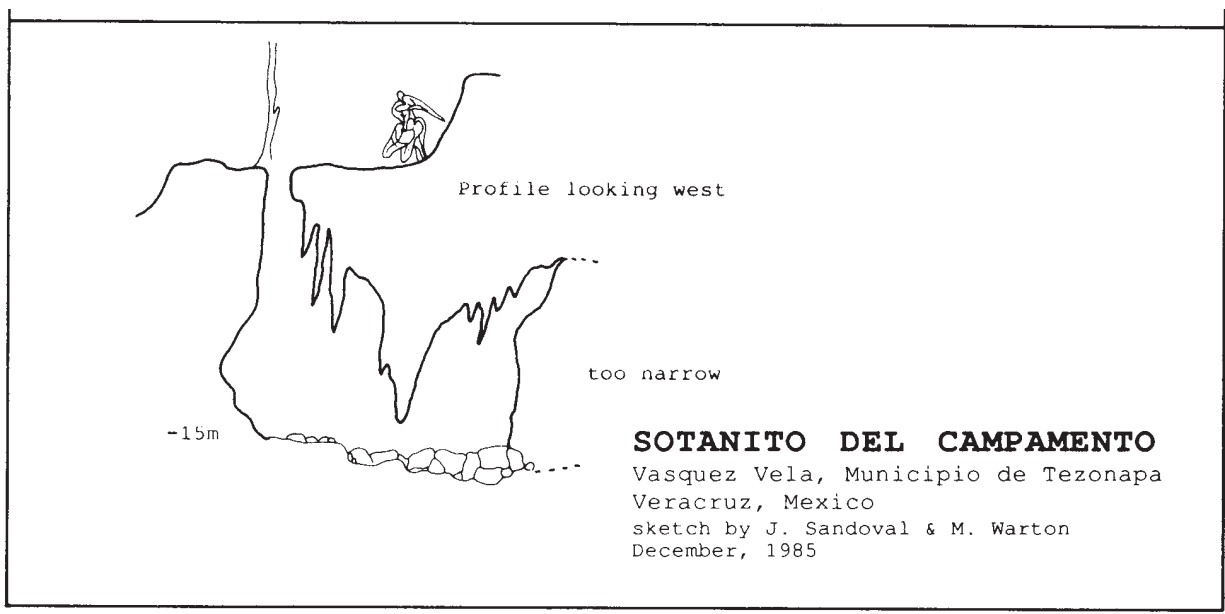 Profile looking west
too narrow
-15m
SOTANITO DEL CAMPAMENTO
Vasquez Vela, Municipio de Tezonapa
Veracruz, Mexico
sketch by J. Sandoval & M. Warton
December, 1985